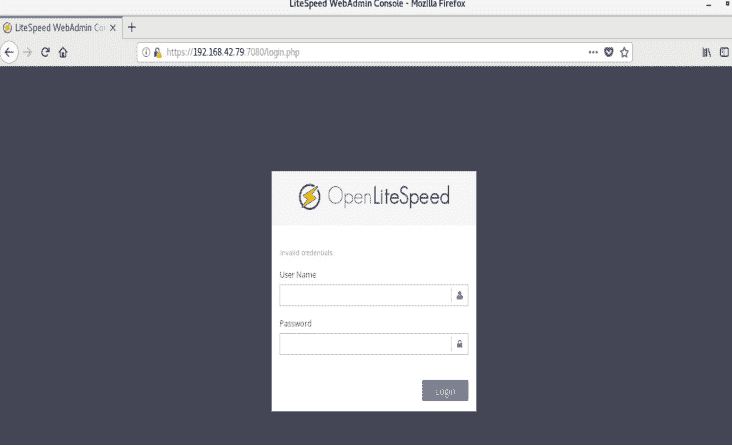 LiteSpeed WebAdmin Console - Mozilla Firefox
LiteSpeed WebAdmin Co
https://192.168.42.79:7080/login.php
OpenLiteSpeed
Invalid credentials.
User Name
Password
Login